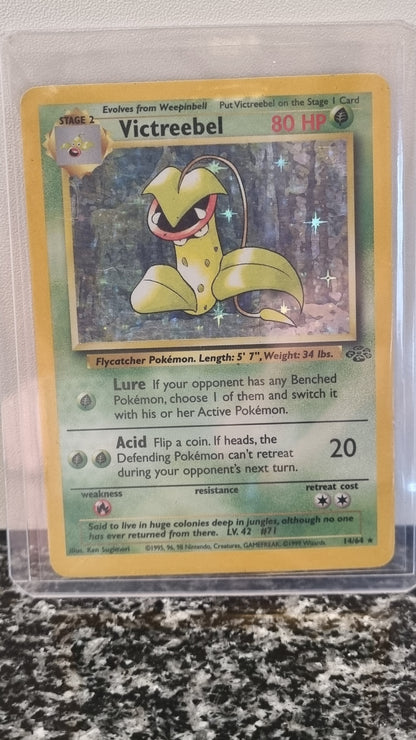 Evolves from Weepinbell Put Victreebel on the Stage 1 Card
STAGE 2 Victreebel 80 HP
Flycatcher Pokémon. Length: 5' 7", Weight: 34 lbs.
Lure If your opponent has any Benched
Pokémon, choose 1 of them and switch it
with his or her Active Pokémon.
Acid Flip a coin. If heads, the
Defending Pokémon can't retreat
during your opponent's next turn.
20
weakness resistance retreat cost
Said to live in huge colonies deep in jungles, although no one
has ever returned from there. LV. 42 #71
Illus. Ken Sugimori ©1995, 96, 98 Nintendo, Creatures, GAMEFREAK. ©1999 Wizards. 14/64 ★